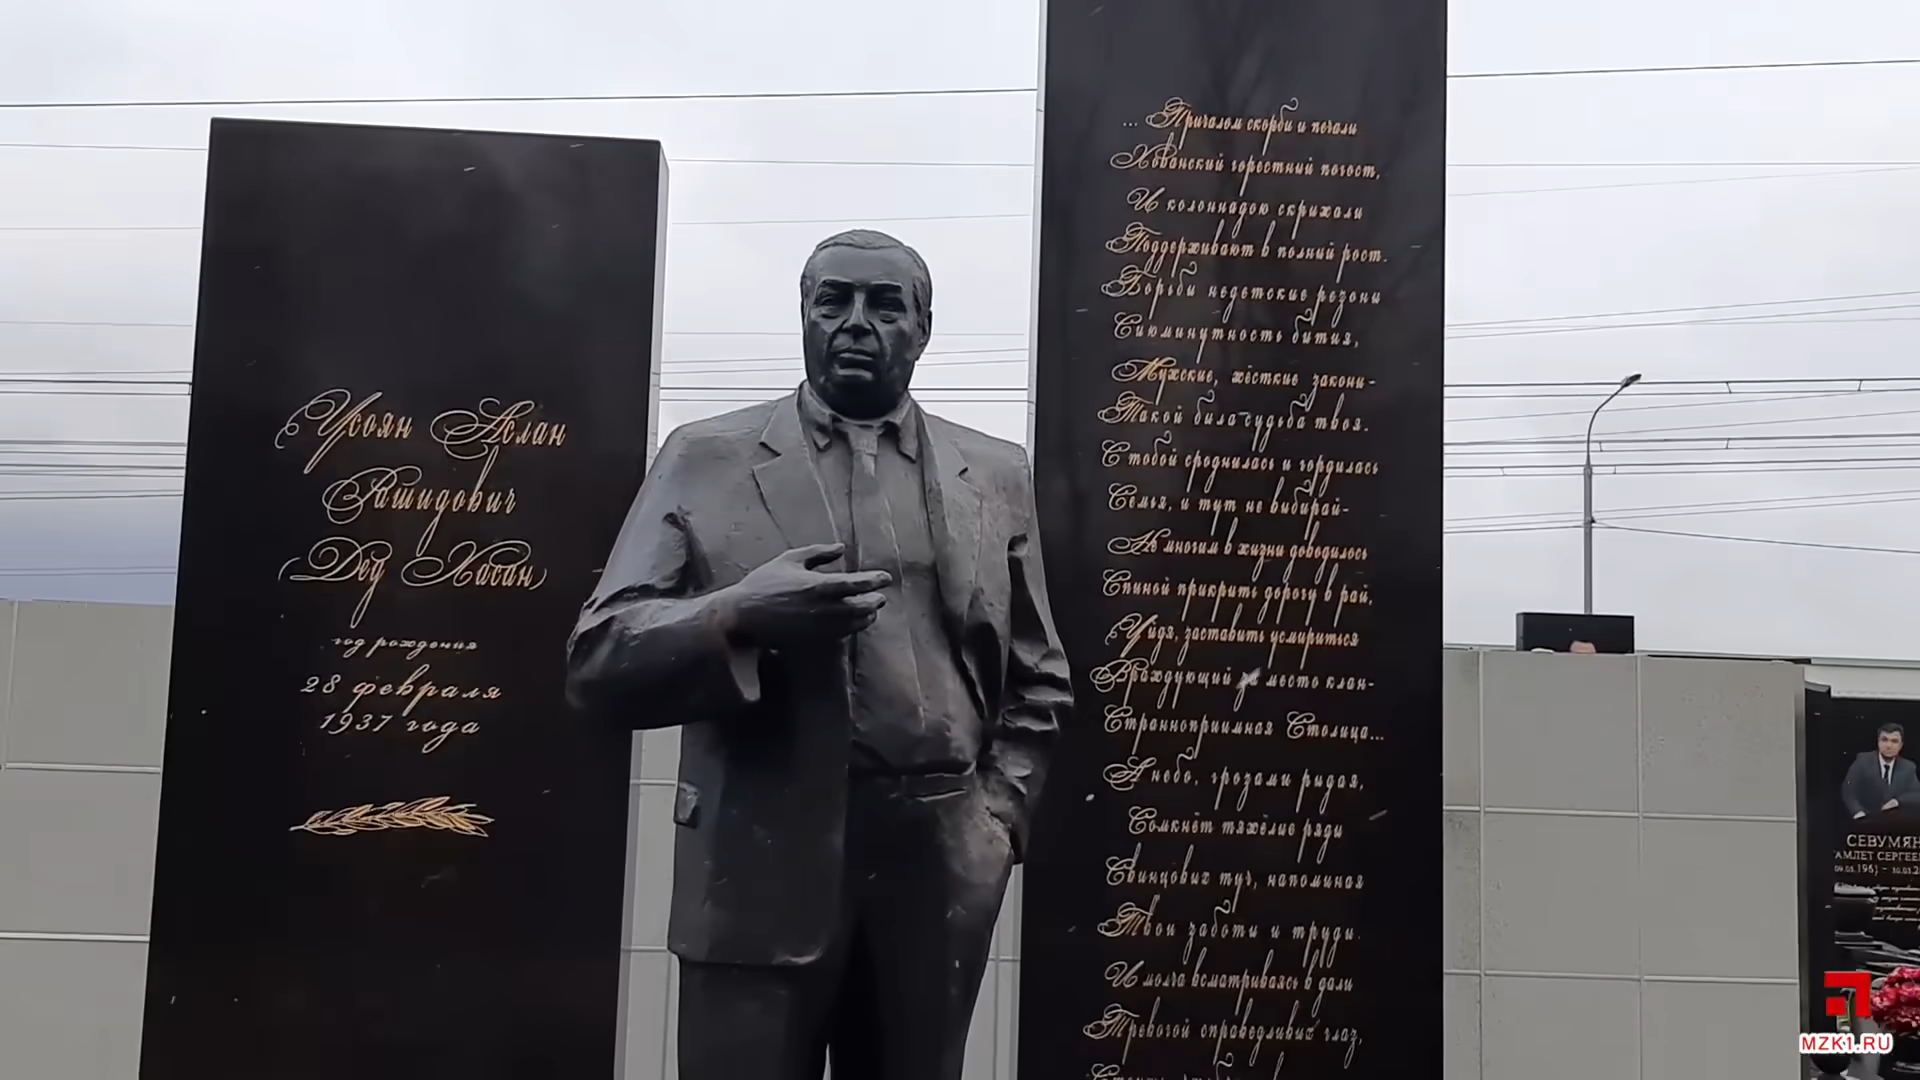 Усоян Аслан
Рашидович
(Дед Хасан)
год рождения
28 февраля
1937 года
... Причалом скорби и печали
Хованский горестный погост,
И колоннадою скрижали
Поддерживают в полный рост.
Борьбы недетские резоны
Сиюминутность бытия,
Мужские, жёсткие законы-
Такой была судьба твоя.
С тобой сроднилась и гордилась
Семья, и тут не выбирай-
Не многим в жизни доводилось
Спиной прикрыть дорогу в рай,
Уйдя, заставить усмириться
Враждующий за место клан-
Странноприимная Столица...
А небо, грозами рыдая,
Сомкнёт тяжёлые ряды
Свинцовых туч, напоминая
Твои заботы и труды.
И молча всматриваясь в дали
Тревогой справедливых глаз,
СЕВУМЯН
АМЛЕТ СЕРГЕЕ
MZK1.RU